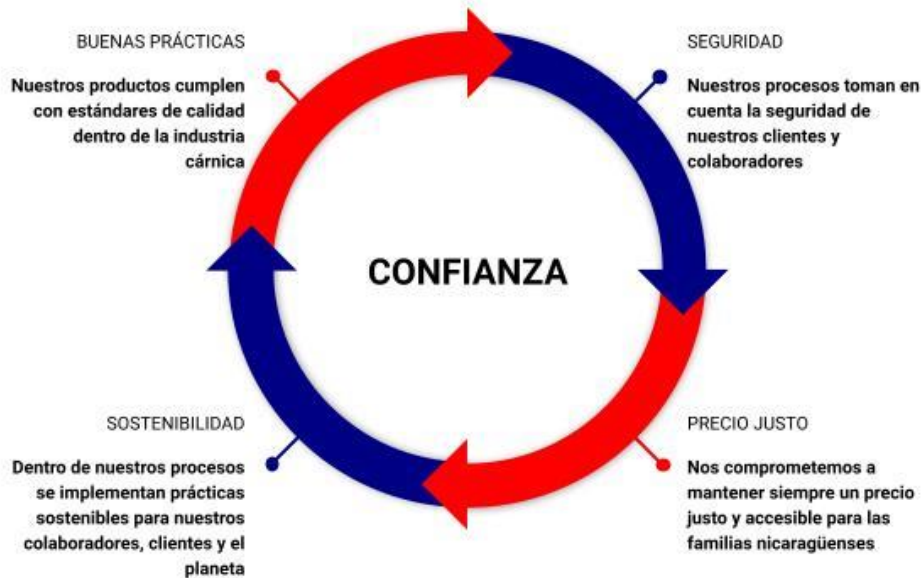 BUENAS PRÁCTICAS
Nuestros productos cumplen
con estándares de calidad
dentro de la industria
cárnica
SEGURIDAD
Nuestros procesos toman en
cuenta la seguridad de
nuestros clientes y
colaboradores
CONFIANZA
SOSTENIBILIDAD
Dentro de nuestros procesos
se implementan prácticas
sostenibles para nuestros
colaboradores, clientes y el
planeta
PRECIO JUSTO
Nos comprometemos a
mantener siempre un precio
justo y accesible para las
familias nicaragüenses